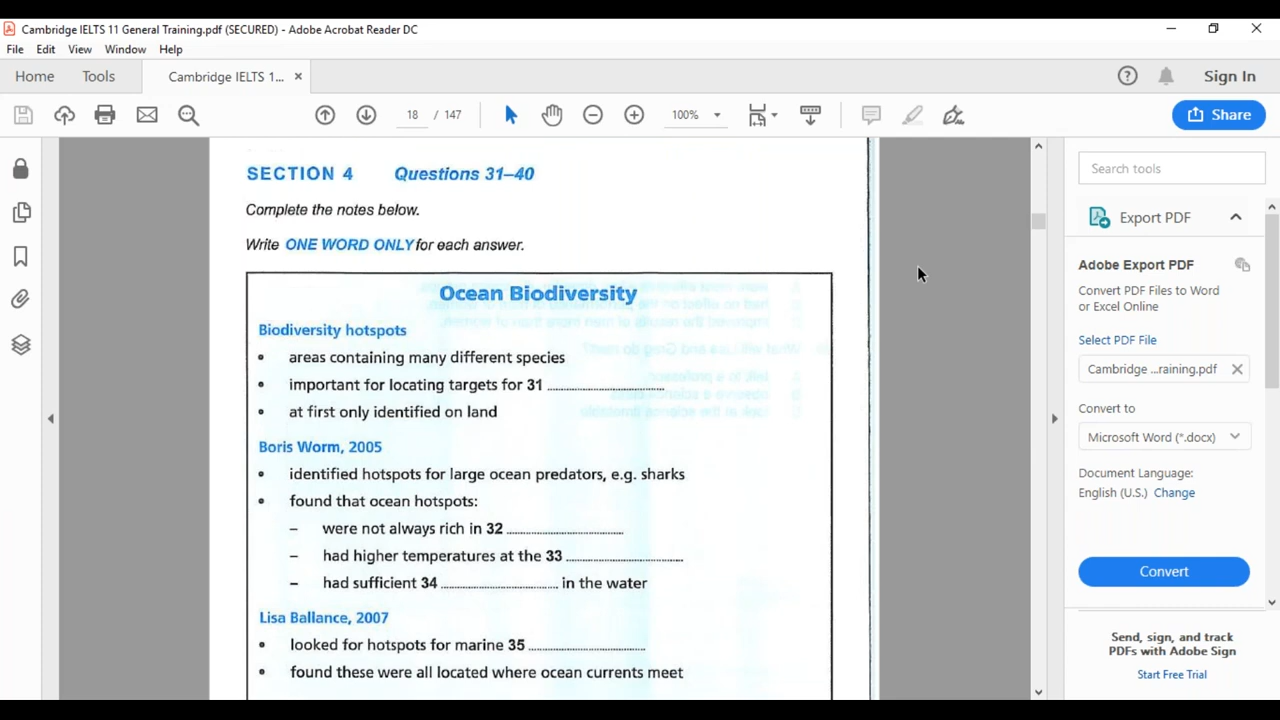 Cambridge IELTS 11 General Training.pdf (SECURED) - Adobe Acrobat Reader DC
File Edit View Window Help
Home Tools Cambridge IELTS 1... × Sign In
18 / 147 100% Share
SECTION 4 Questions 31–40
Complete the notes below.
Write ONE WORD ONLY for each answer.
Ocean Biodiversity
Biodiversity hotspots
• areas containing many different species
• important for locating targets for 31 ............................
• at first only identified on land
Boris Worm, 2005
• identified hotspots for large ocean predators, e.g. sharks
• found that ocean hotspots:
– were not always rich in 32 ............................
– had higher temperatures at the 33 ............................
– had sufficient 34 ............................ in the water
Lisa Ballance, 2007
• looked for hotspots for marine 35 ............................
• found these were all located where ocean currents meet
Search tools
Export PDF
Adobe Export PDF
Convert PDF Files to Word
or Excel Online
Select PDF File
Cambridge ...raining.pdf
Convert to
Microsoft Word (*.docx)
Document Language:
English (U.S.) Change
Convert
Send, sign, and track
PDFs with Adobe Sign
Start Free Trial